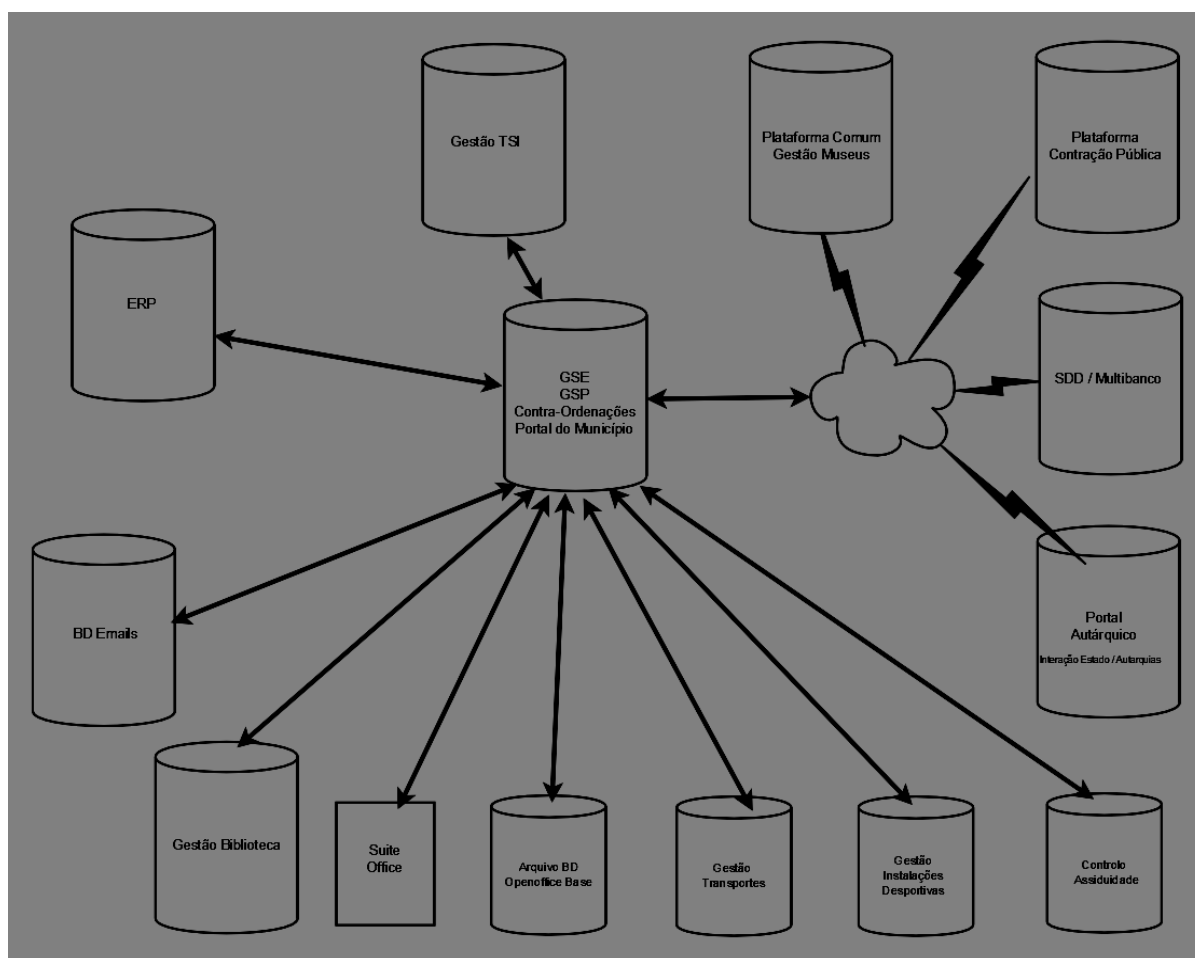 Gestão TSI
Plataforma Comum
Gestão Museus
Plataforma
Contração Pública
ERP
GSE
GSP
Contra-Ordenações
Portal do Município
SDD / Multibanco
BD Emails
Portal
Autárquico
Interação Estado / Autarquias
Gestão Biblioteca
Suite
Office
Arquivo BD
Openoffice Base
Gestão
Transportes
Gestão
Instalações
Desportivas
Controlo
Assiduidade